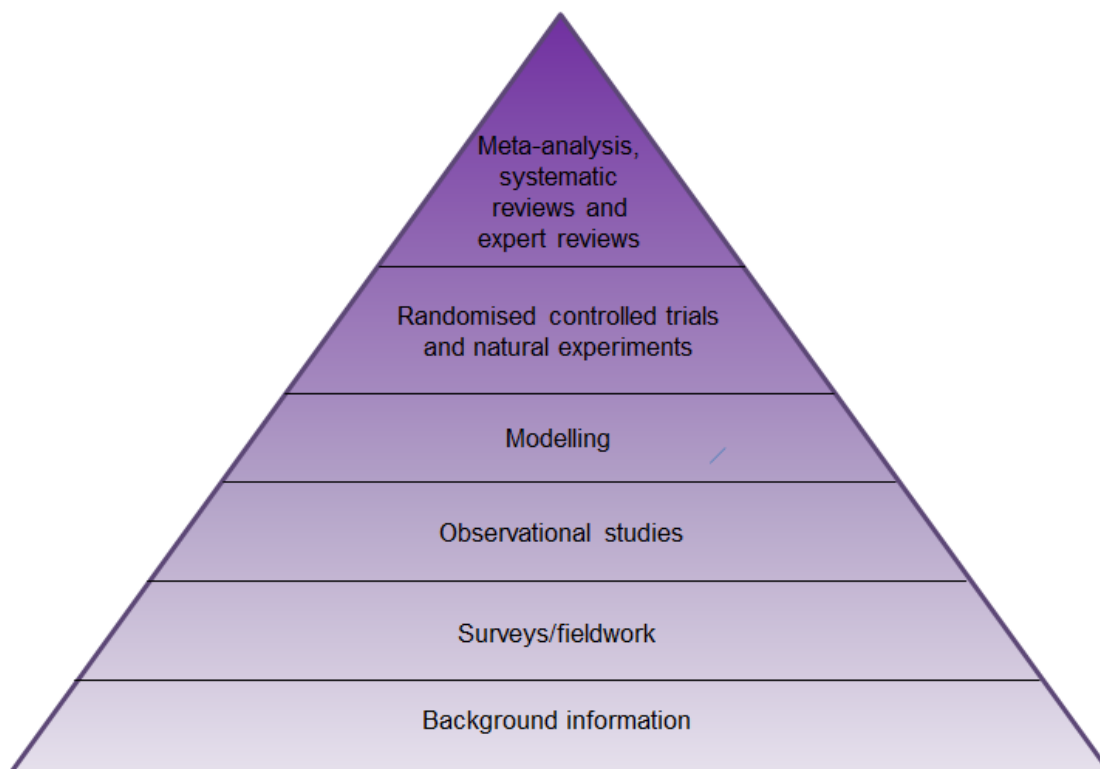 Meta-analysis,
systematic
reviews and
expert reviews
Randomised controlled trials
and natural experiments
Modelling
Observational studies
Surveys/fieldwork
Background information